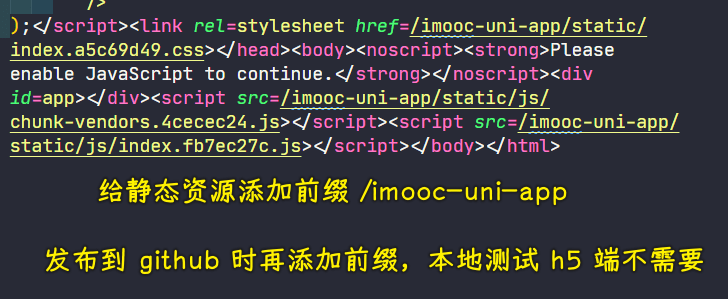 />
);</script><link rel=stylesheet href=/imooc-uni-app/static/
index.a5c69d49.css></head><body><noscript><strong>Please
enable JavaScript to continue.</strong></noscript><div
id=app></div><script src=/imooc-uni-app/static/js/
chunk-vendors.4cecec24.js></script><script src=/imooc-uni-app/
static/js/index.fb7ec27c.js></script></body></html>
给静态资源添加前缀 /imooc-uni-app
发布到 github 时再添加前缀，本地测试 h5 端不需要